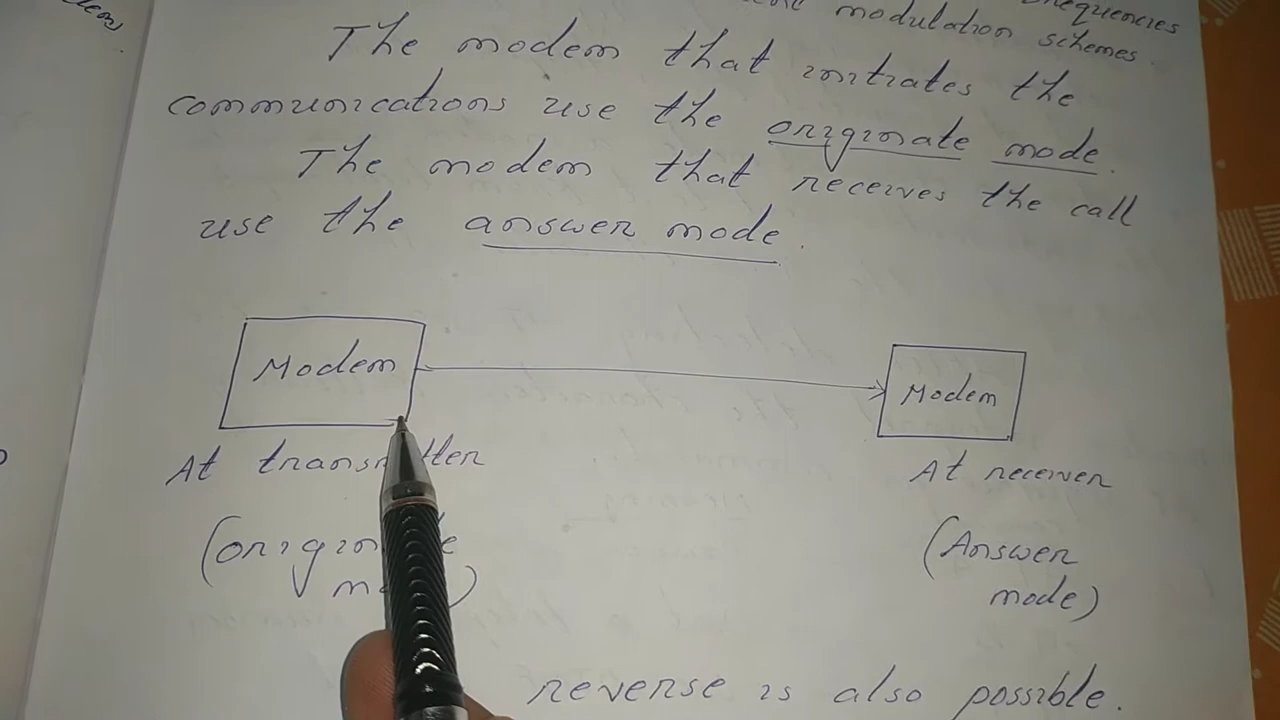 modulation schemes.
The modem that initiates the
communications use the originate mode.
The modem that receives the call
use the answer mode.
Modem
Modem
At
At receiver
(Answer
mode)
reverse is also possible.